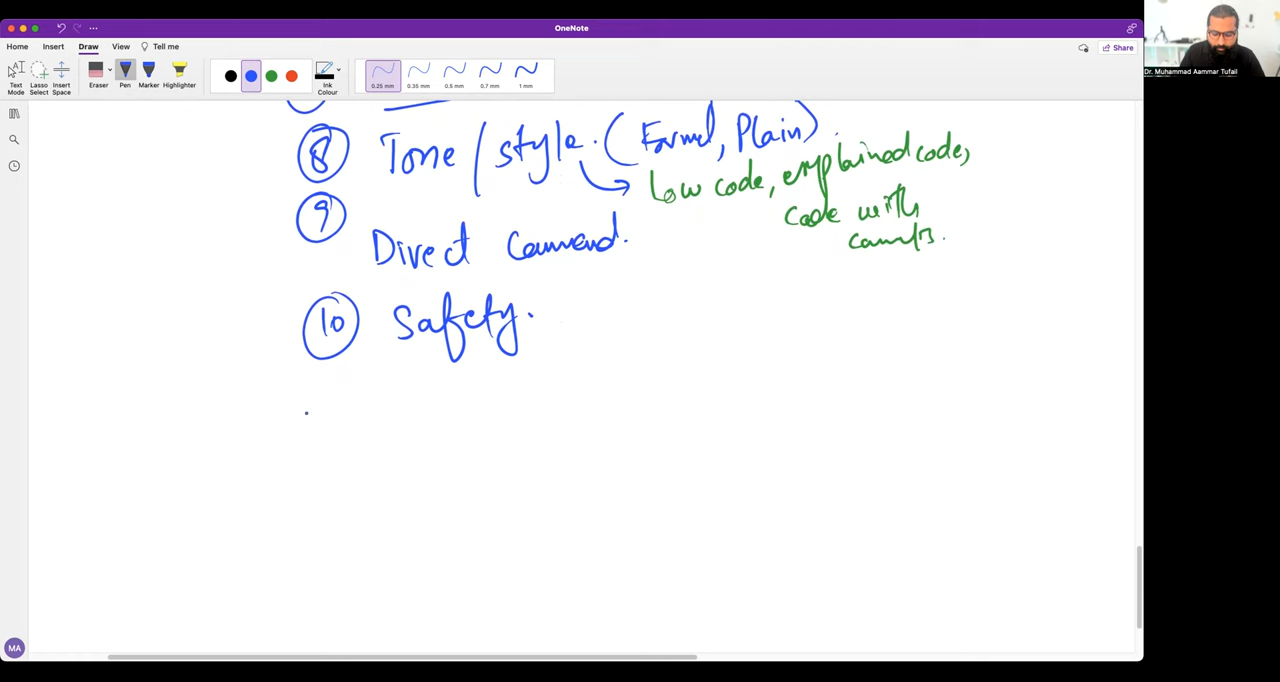 OneNote
Home Insert Draw View Tell me
Share
Text Mode
Lasso Select
Insert Space
Eraser
Pen
Marker
Highlighter
Ink Colour
0.25 mm
0.35 mm
0.5 mm
0.7 mm
1 mm
Dr. Muhammad Aammar Tufail
8 Tone / style. (Formel, Plain)
low code, explained code,
code with
9
Direct Command.
10 Safety.
MA